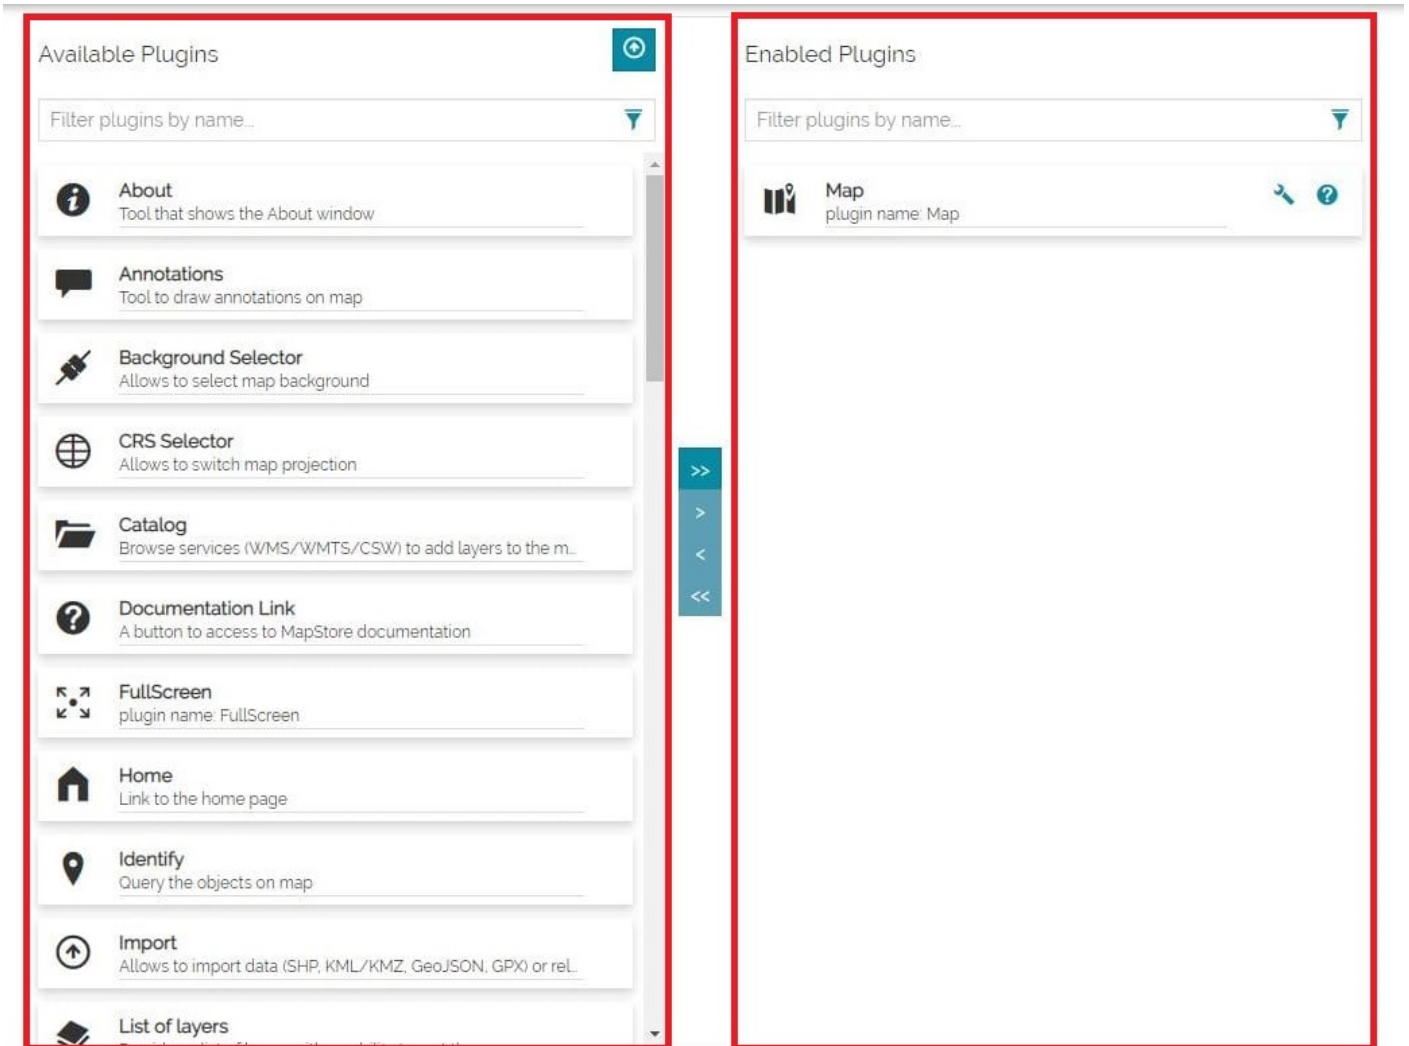 Available Plugins
Filter plugins by name...
About
Tool that shows the About window
Annotations
Tool to draw annotations on map
Background Selector
Allows to select map background
CRS Selector
Allows to switch map projection
Catalog
Browse services (WMS/WMTS/CSW) to add layers to the m...
Documentation Link
A button to access to MapStore documentation
FullScreen
plugin name: FullScreen
Home
Link to the home page
Identify
Query the objects on map
Import
Allows to import data (SHP, KML/KMZ, GeoJSON, GPX) or rel...
List of layers
>>
>
<
<<
Enabled Plugins
Filter plugins by name...
Map
plugin name: Map